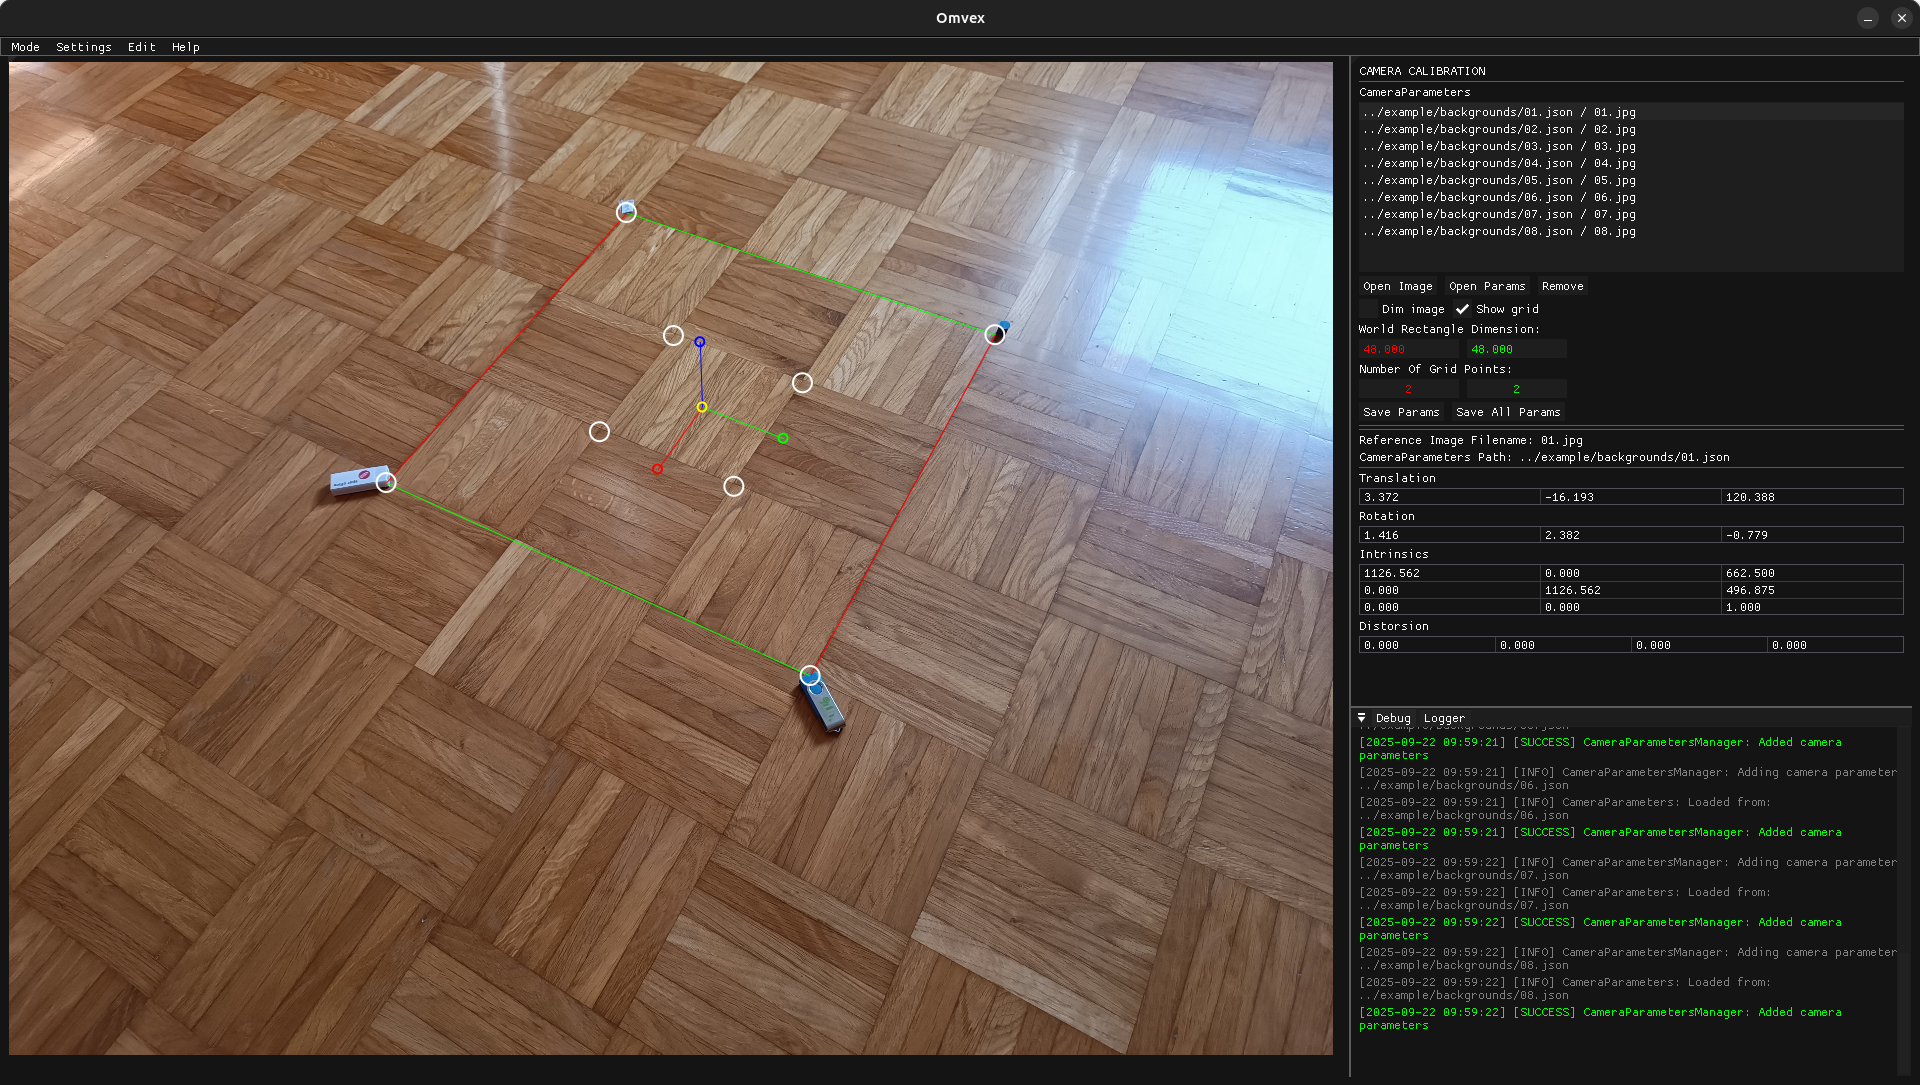 Omvex
Mode Settings Edit Help
CAMERA CALIBRATION
CameraParameters
../example/backgrounds/01.json / 01.jpg
../example/backgrounds/02.json / 02.jpg
../example/backgrounds/03.json / 03.jpg
../example/backgrounds/04.json / 04.jpg
../example/backgrounds/05.json / 05.jpg
../example/backgrounds/06.json / 06.jpg
../example/backgrounds/07.json / 07.jpg
../example/backgrounds/08.json / 08.jpg
Open Image Open Params Remove
Dim image Show grid
World Rectangle Dimension:
48.000 48.000
Number Of Grid Points:
2 2
Save Params Save All Params
Reference Image Filename: 01.jpg
CameraParameters Path: ../example/backgrounds/01.json
Translation
3.372 -16.193 120.388
Rotation
1.416 2.382 -0.779
Intrinsics
1126.562 0.000 662.500
0.000 1126.562 496.875
0.000 0.000 1.000
Distorsion
0.000 0.000 0.000 0.000
Debug Logger
[2025-09-22 09:59:21] [SUCCESS] CameraParametersManager: Added camera
parameters
[2025-09-22 09:59:21] [INFO] CameraParametersManager: Adding camera parameter
../example/backgrounds/06.json
[2025-09-22 09:59:21] [INFO] CameraParameters: Loaded from:
../example/backgrounds/06.json
[2025-09-22 09:59:21] [SUCCESS] CameraParametersManager: Added camera
parameters
[2025-09-22 09:59:22] [INFO] CameraParametersManager: Adding camera parameter
../example/backgrounds/07.json
[2025-09-22 09:59:22] [INFO] CameraParameters: Loaded from:
../example/backgrounds/07.json
[2025-09-22 09:59:22] [SUCCESS] CameraParametersManager: Added camera
parameters
[2025-09-22 09:59:22] [INFO] CameraParametersManager: Adding camera parameter
../example/backgrounds/08.json
[2025-09-22 09:59:22] [INFO] CameraParameters: Loaded from:
../example/backgrounds/08.json
[2025-09-22 09:59:22] [SUCCESS] CameraParametersManager: Added camera
parameters